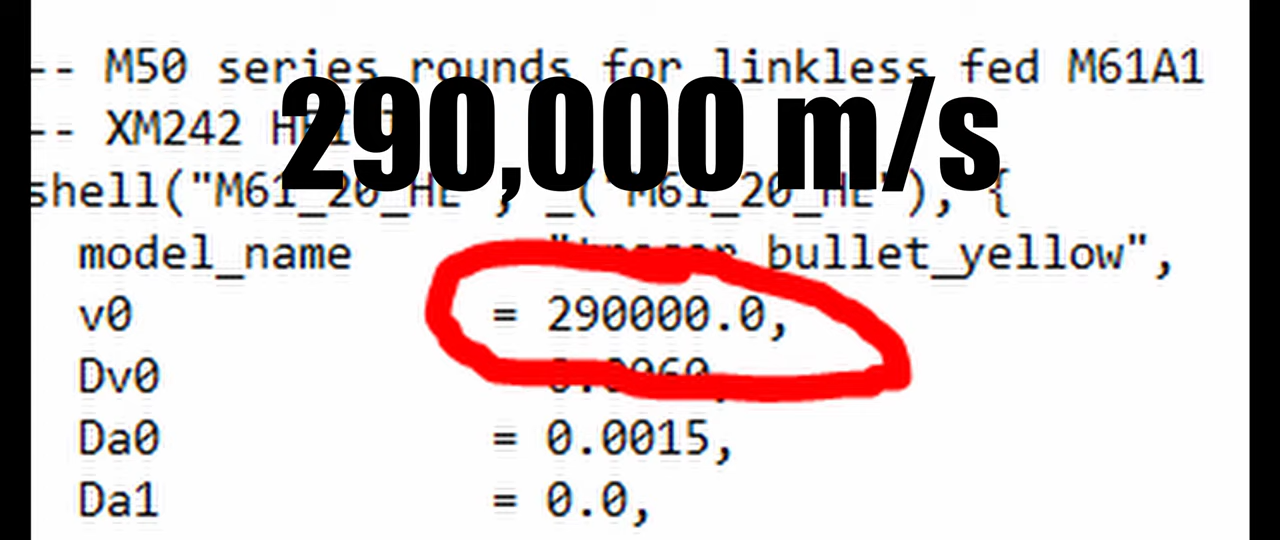 -- M50 series rounds for linkless fed M61A1
290,000 m/s
-- XM242
shell("M61_20_HE", _("M61_20_HE"), {
model_name bullet_yellow",
v0 = 290000.0,
Dv0
Da0 = 0.0015,
Da1 = 0.0,